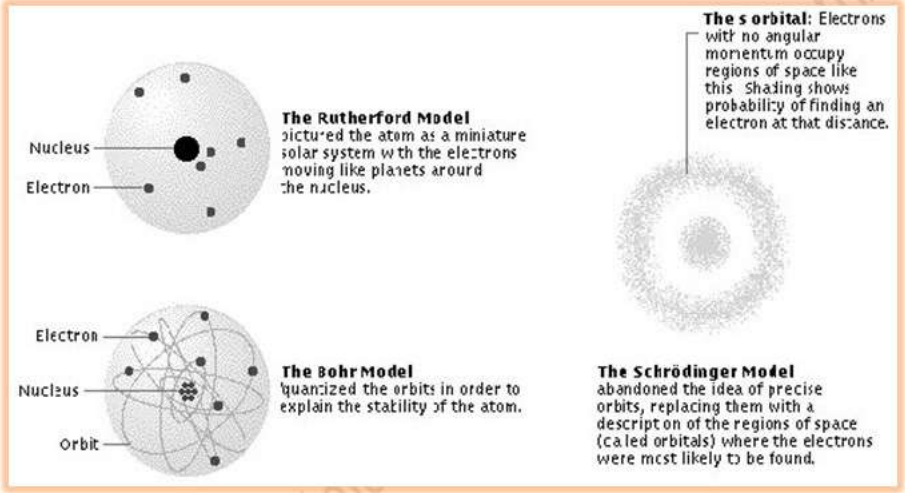 Nucleus
Electron
The Rutherford Model
pictured the atom as a miniature
solar system with the electrons
moving like planets around
the nucleus.
Electron
Nucleus
Orbit
The Bohr Model
quantized the orbits in order to
explain the stability of the atom.
The s orbital: Electrons
with no angular
momentum occupy
regions of space like
this Shading shows
probability of finding an
electron at that distance.
The Schrödinger Model
abandoned the idea of precise
orbits, replacing them with a
description of the regions of space
(called orbitals) where the electrons
were most likely to be found.